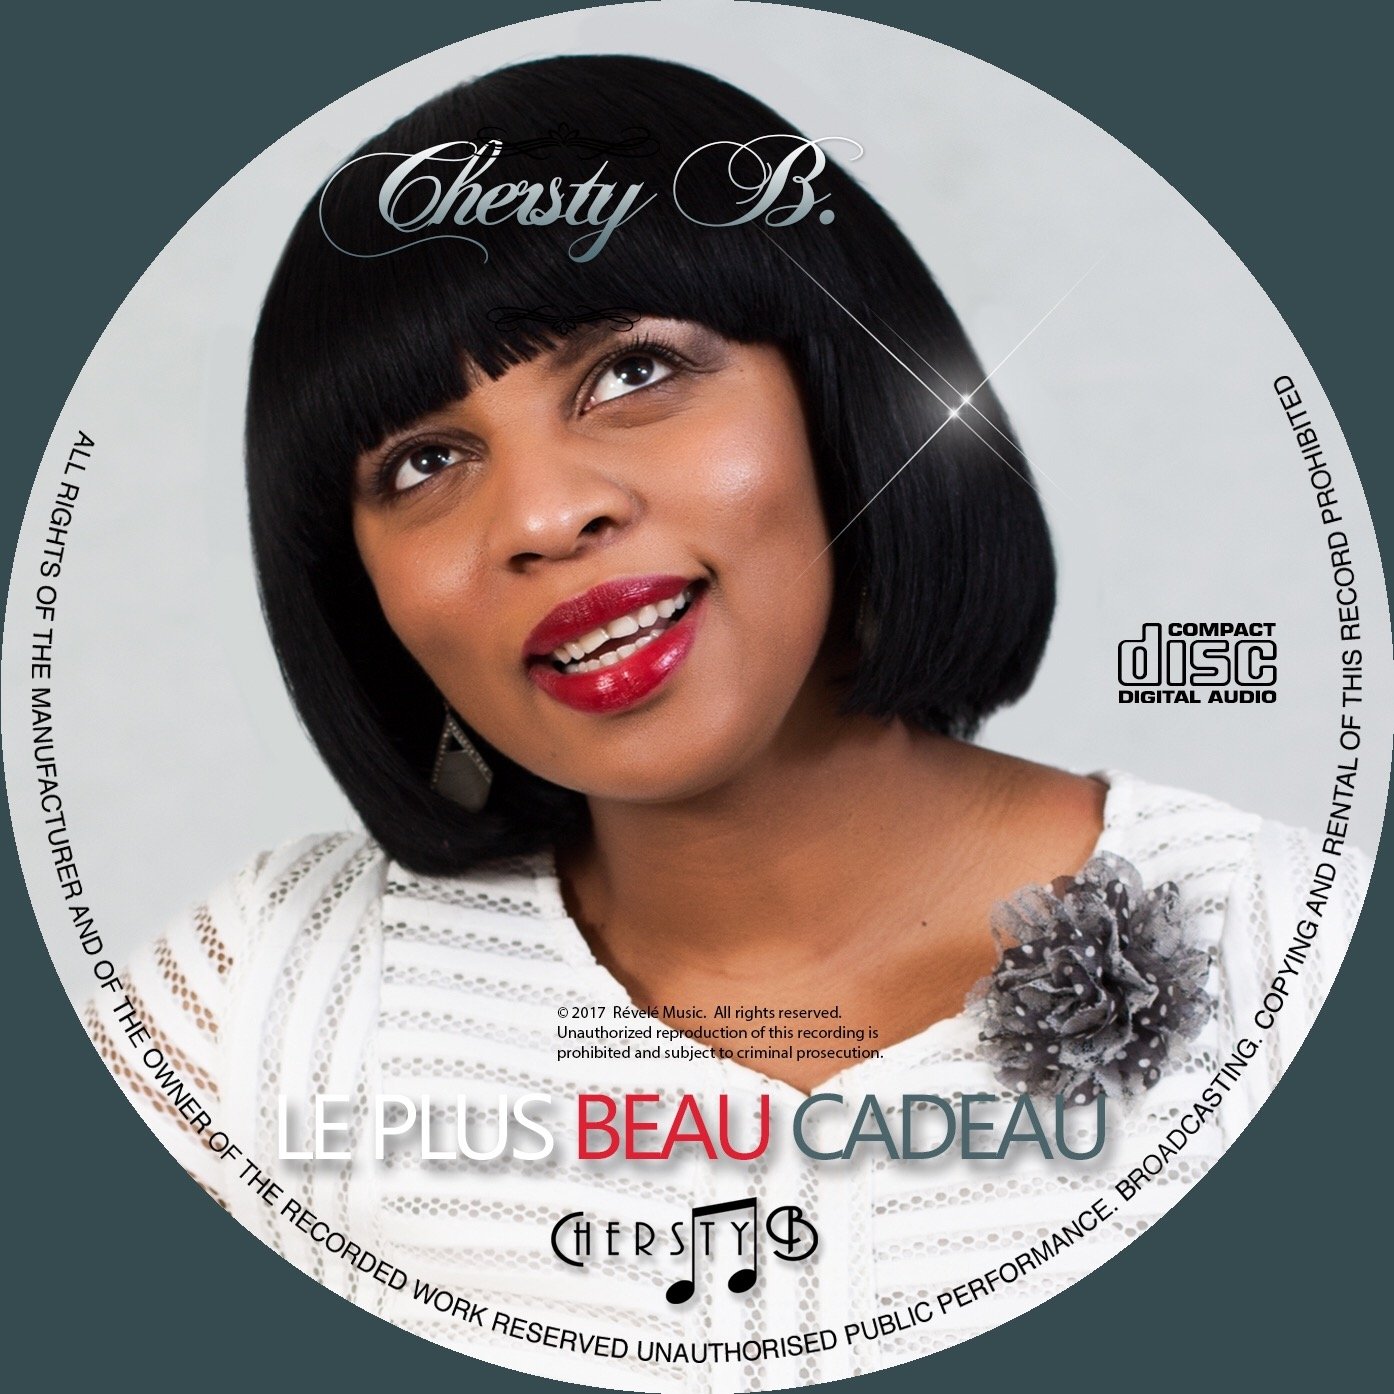 Chersty B.
COMPACT
disc
DIGITAL AUDIO
© 2017 Révelé Music. All rights reserved.
Unauthorized reproduction of this recording is
prohibited and subject to criminal prosecution.
LE PLUS BEAU CADEAU
CHERSTY B
ALL RIGHTS OF THE MANUFACTURER AND OF THE OWNER OF THE RECORDED WORK RESERVED UNAUTHORISED PUBLIC PERFORMANCE. BROADCASTING. COPYING AND RENTAL OF THIS RECORD PROHIBITED